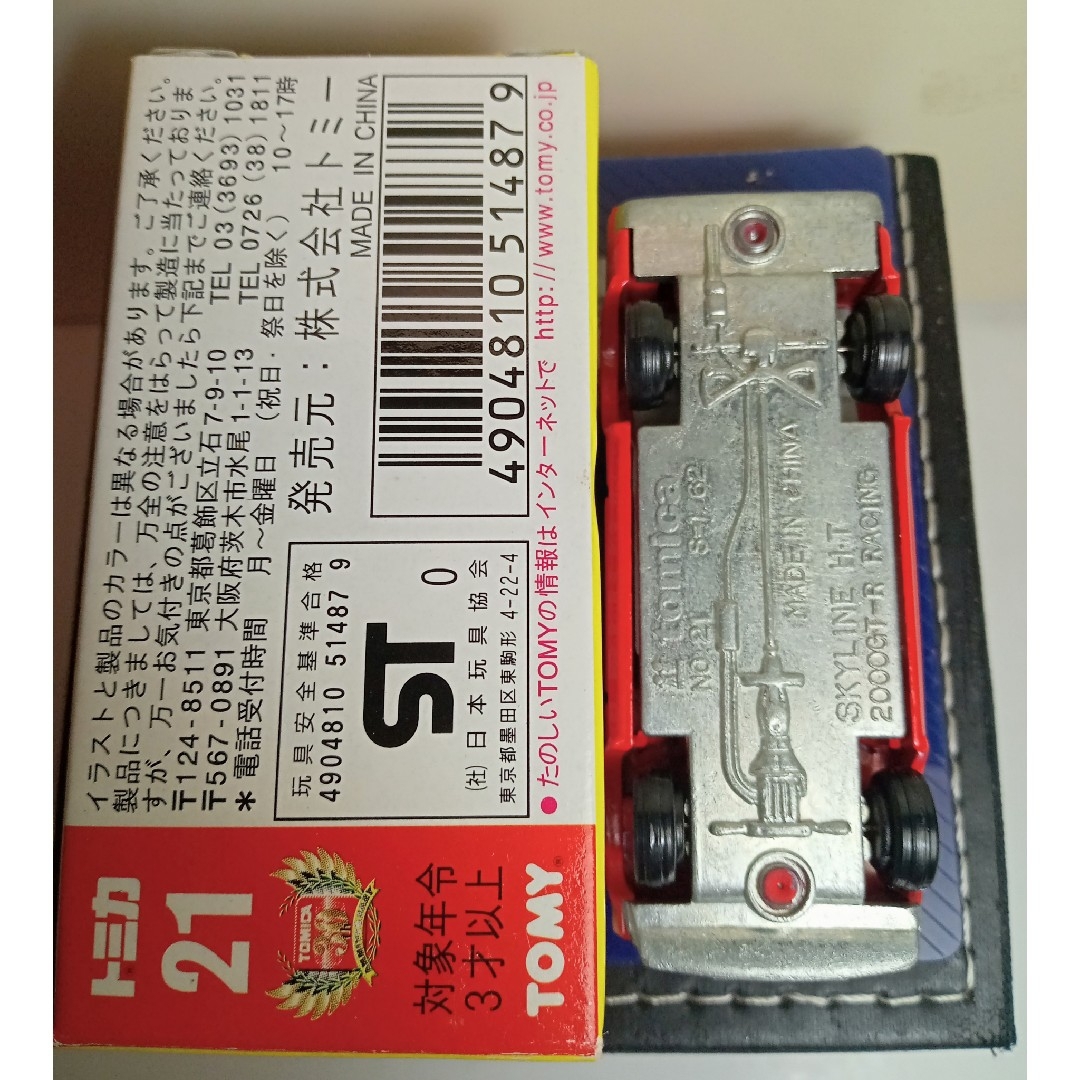 イラストと製品のカラーは異なる場合があります。ご了承ください。
製品につきましては、万全の注意をはらって製造に当たっておりま
すが、万一お気付きの点がございましたら下記までご連絡ください。
〒124-8511 東京都葛飾区立石7-9-10 TEL 03(3693)1031
〒567-0891 大阪府茨木市水尾1-1-13 TEL 0726(38)1811
* 電話受付時間 月〜金曜日 (祝日・祭日を除く) 10〜17時
発売元:株式会社トミー
MADE IN CHINA
4904810514879
玩具安全基準合格
4904810 51487 9
ST
0
(社)日本玩具協会
東京都墨田区東駒形 4-22-4
●たのしいTOMYの情報は インターネットで http://www.tomy.co.jp
トミカ
21
TOMICA
30
対象年令
3才以上
TOMY®
tomica
NO.21 S=1:62
MADE IN CHINA
SKYLINE H.T
2000GT-R RACING